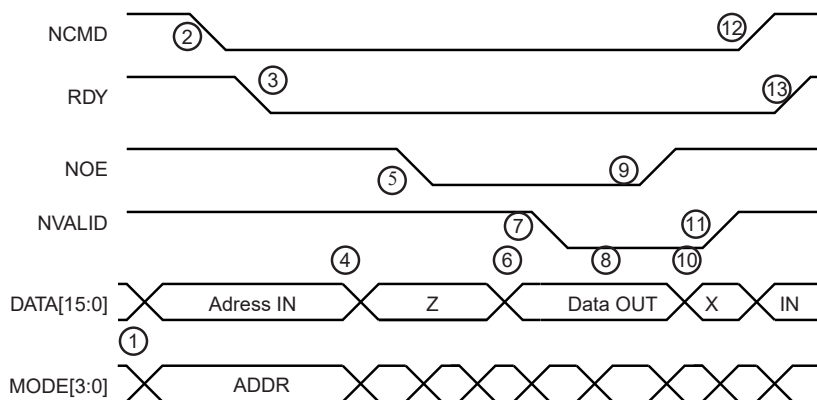 NCMD ② ⑫
RDY ③ ⑬
NOE ⑤ ⑨
NVALID ⑦ ⑪
④ ⑥ ⑧ ⑩
DATA[15:0] Adress IN Z Data OUT X IN
①
MODE[3:0] ADDR